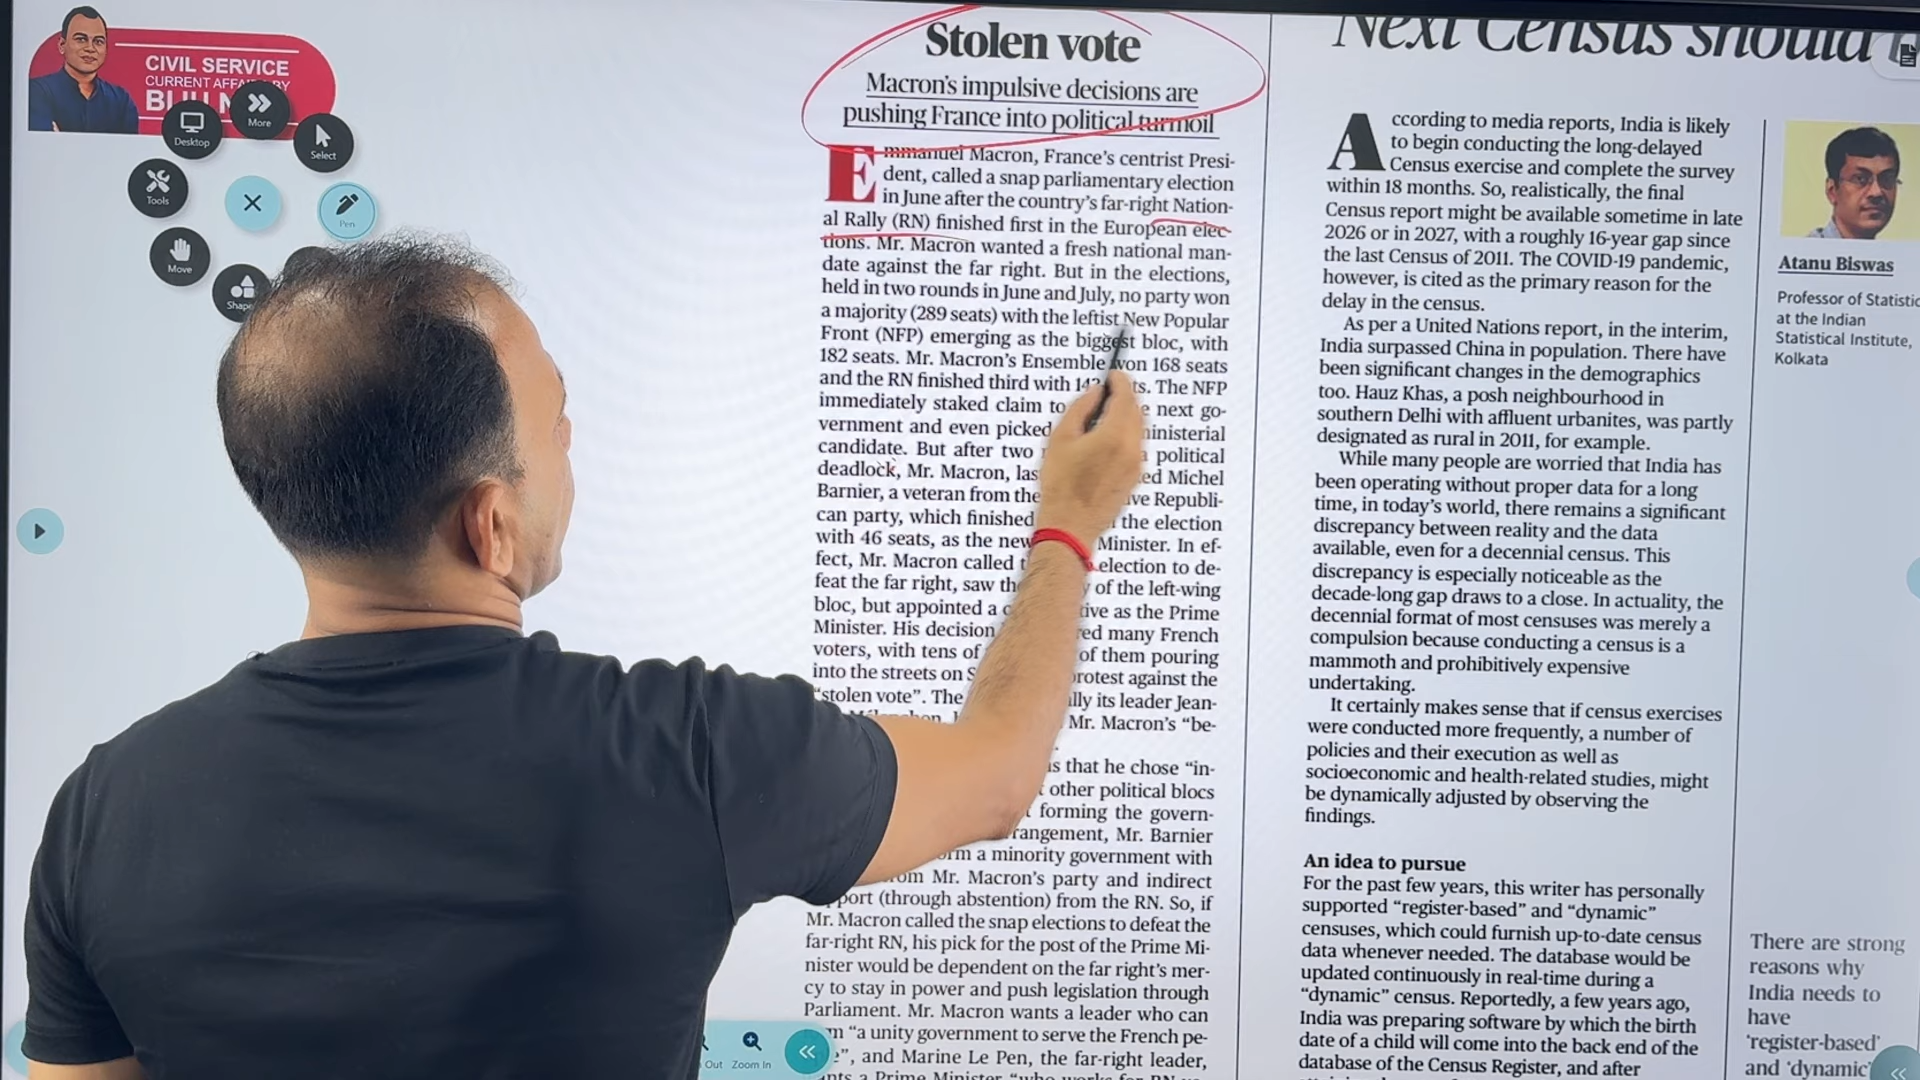 CIVIL SERVICE
CURRENT AFFAIRS BY
BIJU
More
Desktop
Select
Tools
Pen
Move
Shape
Stolen vote
Macron's impulsive decisions are
pushing France into political turmoil
Emmanuel Macron, France's centrist Presi-
dent, called a snap parliamentary election
in June after the country's far-right Nation-
al Rally (RN) finished first in the European elec-
tions. Mr. Macron wanted a fresh national man-
date against the far right. But in the elections,
held in two rounds in June and July, no party won
a majority (289 seats) with the leftist New Popular
Front (NFP) emerging as the biggest bloc, with
182 seats. Mr. Macron's Ensemble won 168 seats
and the RN finished third with 14 ts. The NFP
immediately staked claim to next go-
vernment and even picked ministerial
candidate. But after two political
deadlock, Mr. Macron, las ed Michel
Barnier, a veteran from the ve Republi-
can party, which finished the election
with 46 seats, as the new Minister. In ef-
fect, Mr. Macron called election to de-
feat the far right, saw of the left-wing
bloc, but appointed a tive as the Prime
Minister. His decision red many French
voters, with tens of of them pouring
into the streets on rotest against the
"stolen vote". The lly its leader Jean-
Mr. Macron's "be-
is that he chose "in-
other political blocs
forming the govern-
rangement, Mr. Barnier
rm a minority government with
om Mr. Macron's party and indirect
port (through abstention) from the RN. So, if
Mr. Macron called the snap elections to defeat the
far-right RN, his pick for the post of the Prime Mi-
nister would be dependent on the far right's mer-
cy to stay in power and push legislation through
Parliament. Mr. Macron wants a leader who can
"a unity government to serve the French pe-
", and Marine Le Pen, the far-right leader,
a Prime Minister "who works for RN
Out Zoom In
Next Census should
According to media reports, India is likely
to begin conducting the long-delayed
Census exercise and complete the survey
within 18 months. So, realistically, the final
Census report might be available sometime in late
2026 or in 2027, with a roughly 16-year gap since
the last Census of 2011. The COVID-19 pandemic,
however, is cited as the primary reason for the
delay in the census.
As per a United Nations report, in the interim,
India surpassed China in population. There have
been significant changes in the demographics
too. Hauz Khas, a posh neighbourhood in
southern Delhi with affluent urbanites, was partly
designated as rural in 2011, for example.
While many people are worried that India has
been operating without proper data for a long
time, in today's world, there remains a significant
discrepancy between reality and the data
available, even for a decennial census. This
discrepancy is especially noticeable as the
decade-long gap draws to a close. In actuality, the
decennial format of most censuses was merely a
compulsion because conducting a census is a
mammoth and prohibitively expensive
undertaking.
It certainly makes sense that if census exercises
were conducted more frequently, a number of
policies and their execution as well as
socioeconomic and health-related studies, might
be dynamically adjusted by observing the
findings.
An idea to pursue
For the past few years, this writer has personally
supported "register-based" and "dynamic"
censuses, which could furnish up-to-date census
data whenever needed. The database would be
updated continuously in real-time during a
"dynamic" census. Reportedly, a few years ago,
India was preparing software by which the birth
date of a child will come into the back end of the
database of the Census Register, and after
Atanu Biswas
Professor of Statistic
at the Indian
Statistical Institute,
Kolkata
There are strong
reasons why
India needs to
have
'register-based'
and 'dynamic'